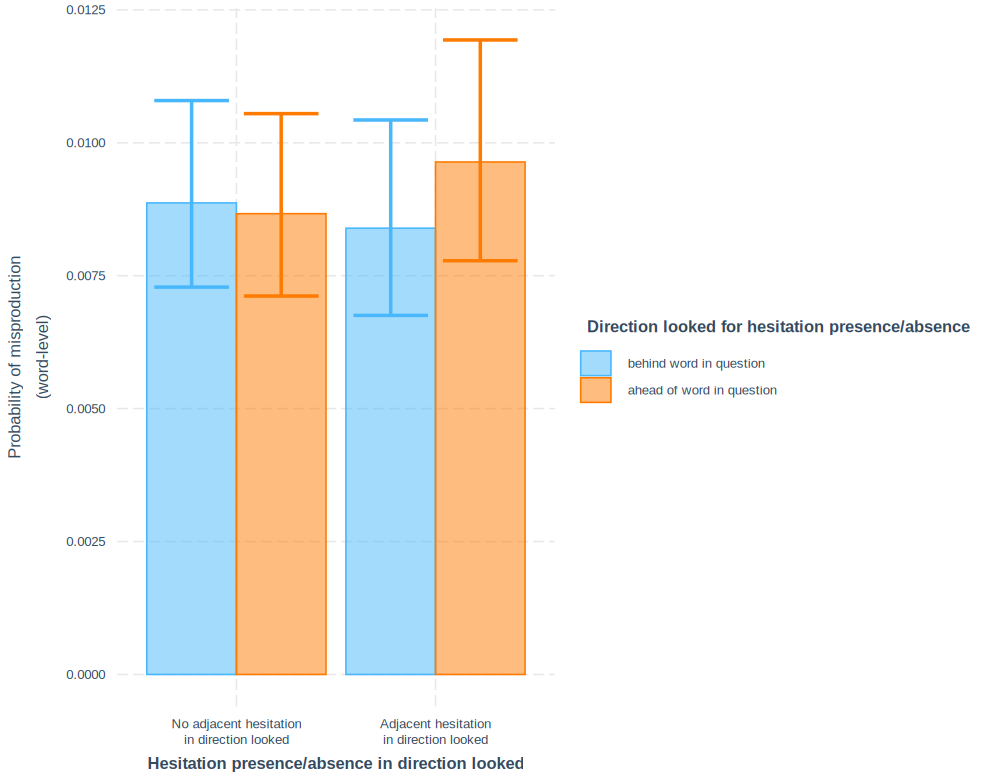 0.0125
0.0100
0.0075
0.0050
0.0025
0.0000
Probability of misproduction
(word-level)
No adjacent hesitation
in direction looked
Adjacent hesitation
in direction looked
Hesitation presence/absence in direction looked
Direction looked for hesitation presence/absence
behind word in question
ahead of word in question